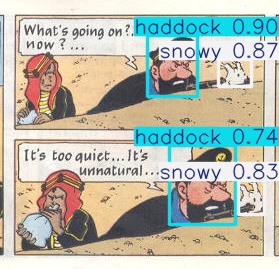 What's going on?
now?...
haddock 0.90
snowy 0.87
It's too quiet... It's
unnatural...
haddock 0.74
snowy 0.83